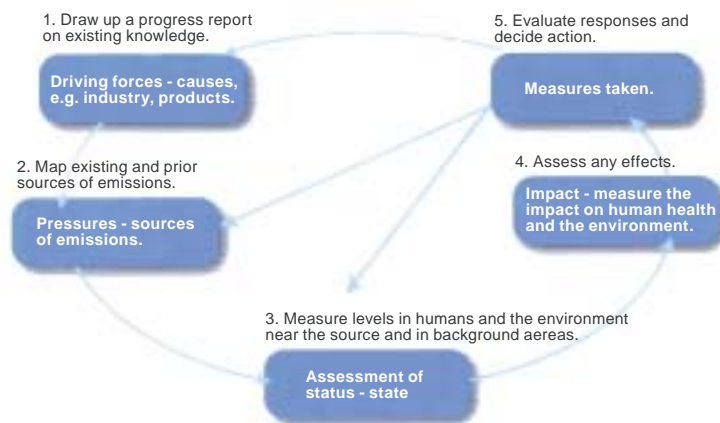 1. Draw up a progress report
on existing knowledge.
Driving forces - causes,
e.g. industry, products.
2. Map existing and prior
sources of emissions.
Pressures - sources
of emissions.
3. Measure levels in humans and the environment
near the source and in background aereas.
Assessment of
status - state
4. Assess any effects.
Impact - measure the
impact on human health
and the environment.
5. Evaluate responses and
decide action.
Measures taken.